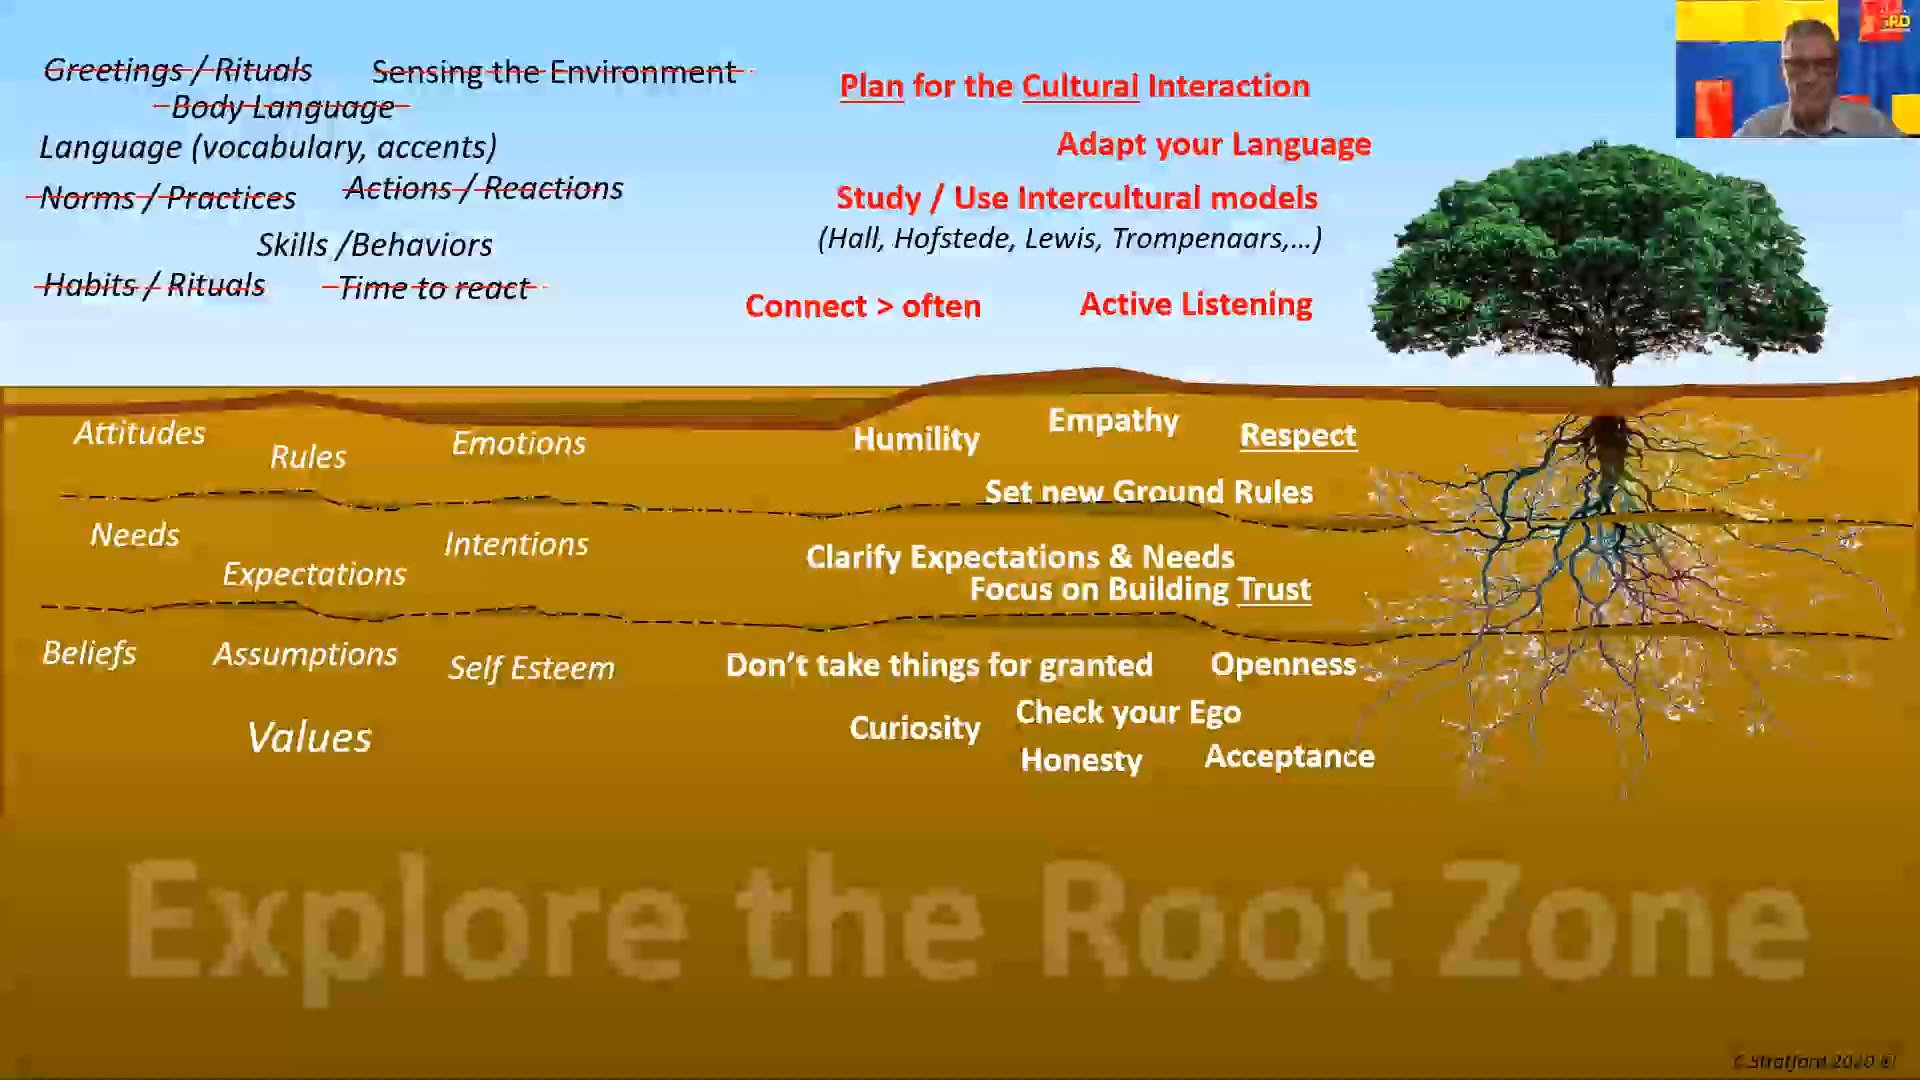 Greetings / Rituals
Sensing the Environment
Body Language
Language (vocabulary, accents)
Norms / Practices
Actions / Reactions
Skills /Behaviors
Habits / Rituals
Time to react
Plan for the Cultural Interaction
Adapt your Language
Study / Use Intercultural models
(Hall, Hofstede, Lewis, Trompenaars,...)
Connect > often
Active Listening
Attitudes
Rules
Emotions
Humility
Empathy
Respect
Set new Ground Rules
Needs
Expectations
Intentions
Clarify Expectations & Needs
Focus on Building Trust
Beliefs
Assumptions
Self Esteem
Values
Don't take things for granted
Openness
Curiosity
Check your Ego
Honesty
Acceptance
Explore the Root Zone
C.Stratford 2020 ©